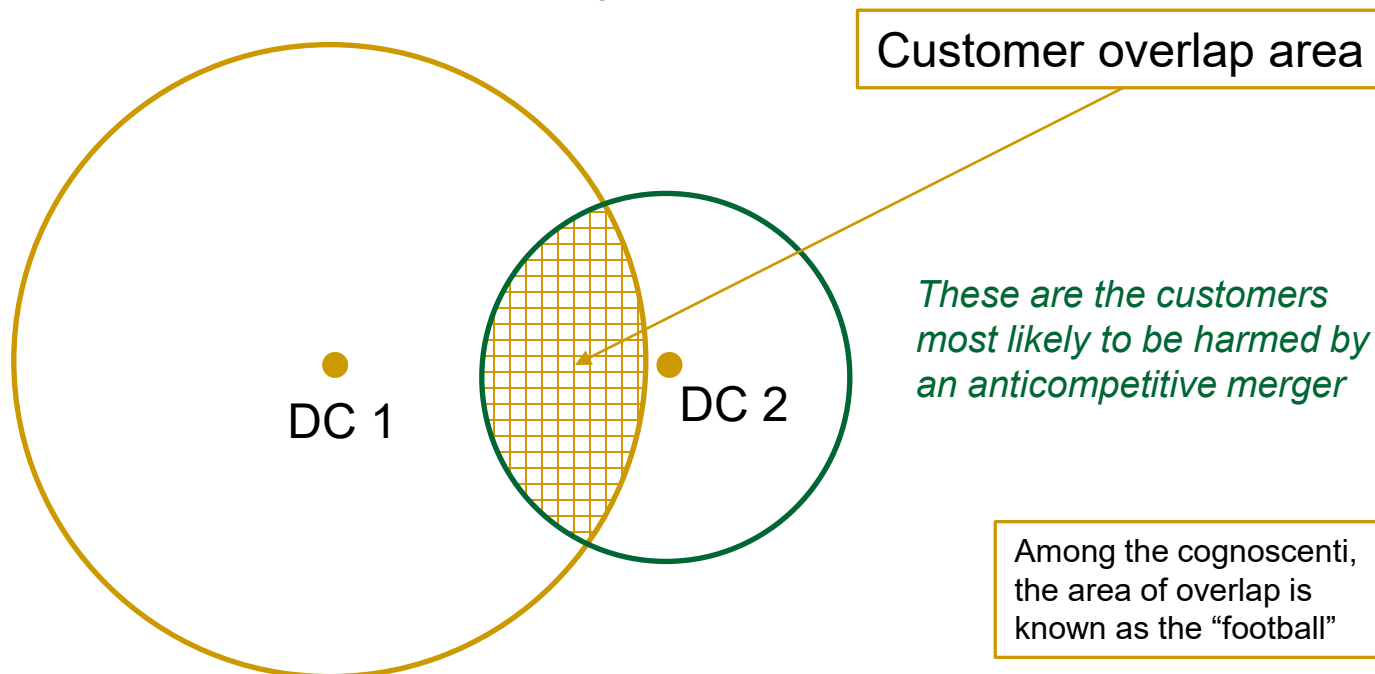 Customer overlap area
These are the customers
most likely to be harmed by
an anticompetitive merger
DC 1
DC 2
Among the cognoscenti,
the area of overlap is
known as the “football”